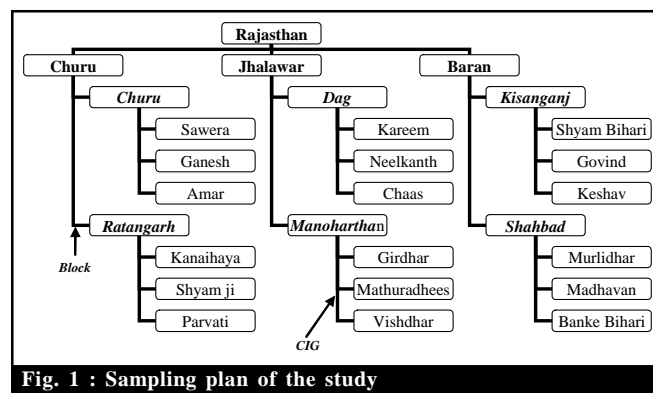 Rajasthan
Churu Jhalawar Baran
Churu Dag Kisanganj
Sawera Kareem Shyam Bihari
Ganesh Neelkanth Govind
Amar Chaas Keshav
Ratangarh Manoharthan Shahbad
Block
Kanaihaya Girdhar Murlidhar
Shyam ji Mathuradhees Madhavan
Parvati Vishdhar Banke Bihari
CIG
Fig. 1 : Sampling plan of the study